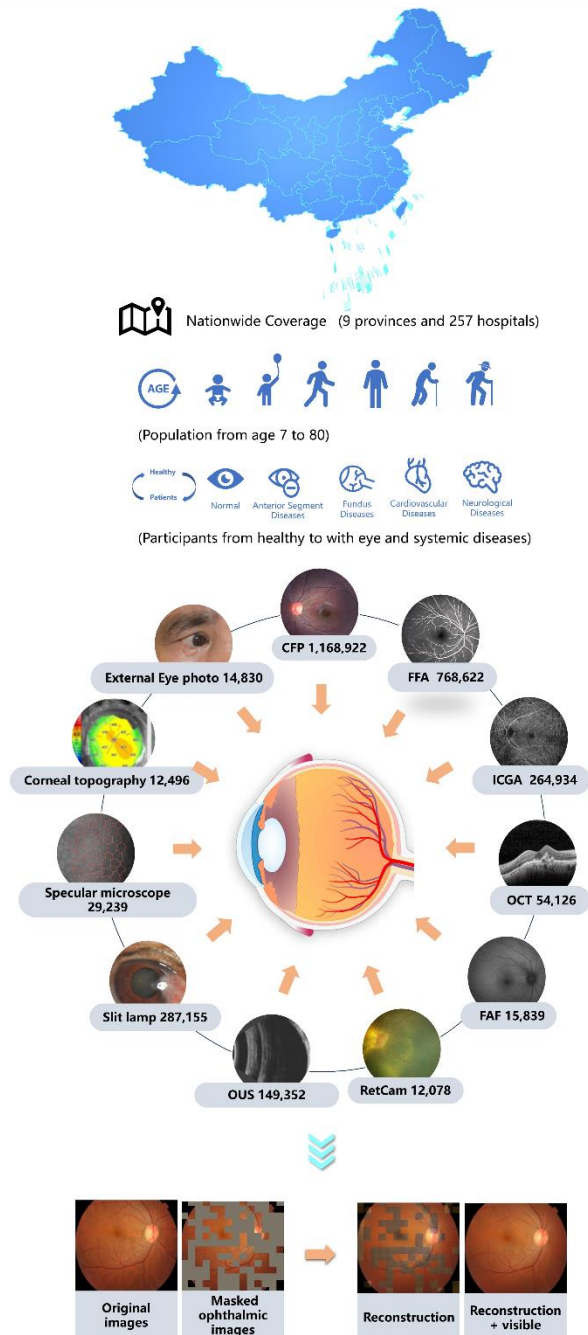 Nationwide Coverage (9 provinces and 257 hospitals)
AGE
(Population from age 7 to 80)
Healthy
Patients
Normal
Anterior Segment
Diseases
Fundus
Diseases
Cardiovascular
Diseases
Neurological
Diseases
(Participants from healthy to with eye and systemic diseases)
CFP 1,168,922
External Eye photo 14,830
FFA 768,622
Corneal topography 12,496
ICGA 264,934
Specular microscope
29,239
OCT 54,126
Slit lamp 287,155
FAF 15,839
OUS 149,352
RetCam 12,078
Original
images
Masked
ophthalmic
images
Reconstruction
Reconstruction
+ visible